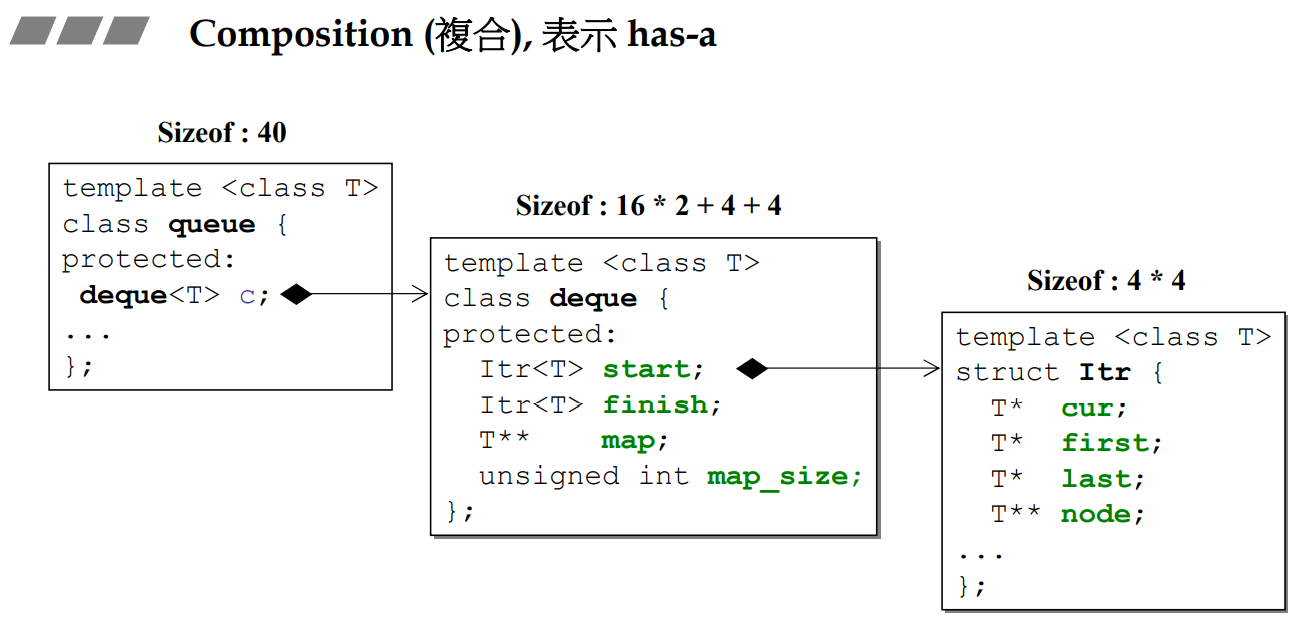 Composition (複合), 表示 has-a
Sizeof : 40
template <class T>
class queue {
protected:
deque<T> c;
...
};
Sizeof : 16 * 2 + 4 + 4
template <class T>
class deque {
protected:
Itr<T> start;
Itr<T> finish;
T** map;
unsigned int map_size;
};
Sizeof : 4 * 4
template <class T>
struct Itr {
T* cur;
T* first;
T* last;
T** node;
...
};